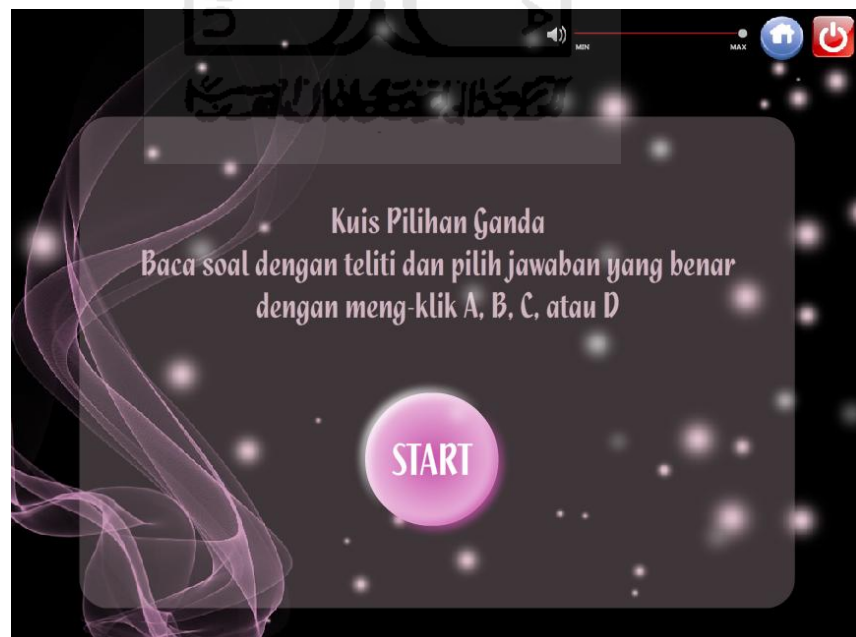 MIN
MAX
Kuis Pilihan Ganda
Baca soal dengan teliti dan pilih jawaban yang benar
dengan meng-klik A, B, C, atau D
START